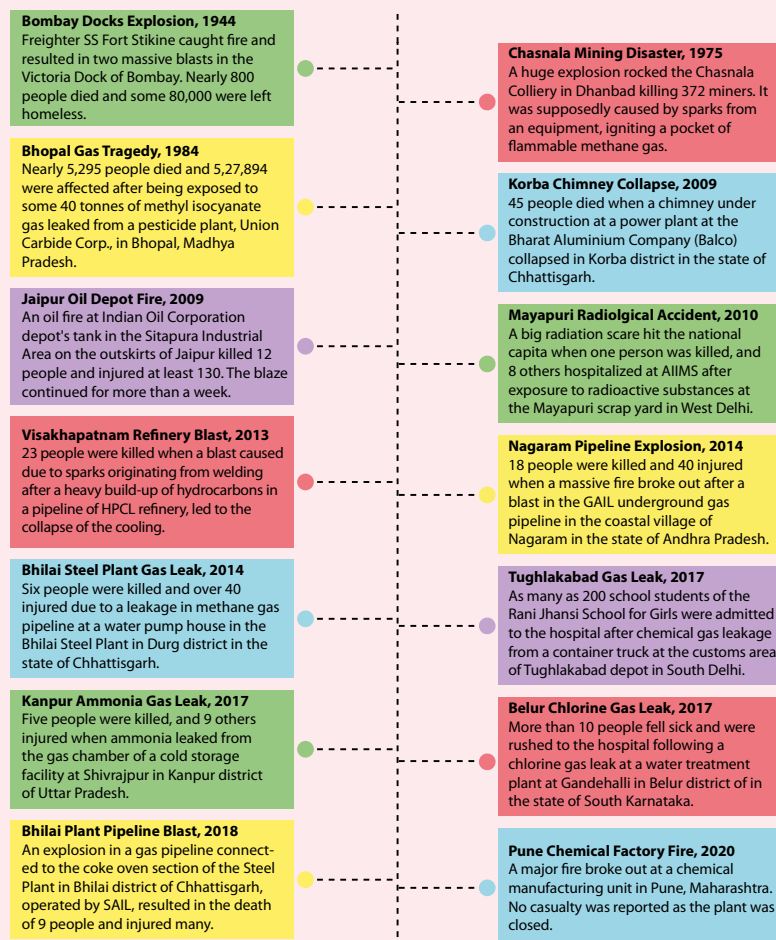 Bombay Docks Explosion, 1944
Freighter SS Fort Stikine caught fire and
resulted in two massive blasts in the
Victoria Dock of Bombay. Nearly 800
people died and some 80,000 were left
homeless.
Chasnala Mining Disaster, 1975
A huge explosion rocked the Chasnala
Colliery in Dhanbad killing 372 miners. It
was supposedly caused by sparks from
an equipment, igniting a pocket of
flammable methane gas.
Bhopal Gas Tragedy, 1984
Nearly 5,295 people died and 5,27,894
were affected after being exposed to
some 40 tonnes of methyl isocyanate
gas leaked from a pesticide plant, Union
Carbide Corp., in Bhopal, Madhya
Pradesh.
Korba Chimney Collapse, 2009
45 people died when a chimney under
construction at a power plant at the
Bharat Aluminium Company (Balco)
collapsed in Korba district in the state of
Chhattisgarh.
Jaipur Oil Depot Fire, 2009
An oil fire at Indian Oil Corporation
depot's tank in the Sitapura Industrial
Area on the outskirts of Jaipur killed 12
people and injured at least 130. The blaze
continued for more than a week.
Mayapuri Radiolgical Accident, 2010
A big radiation scare hit the national
capita when one person was killed, and
8 others hospitalized at AIIMS after
exposure to radioactive substances at
the Mayapuri scrap yard in West Delhi.
Visakhapatnam Refinery Blast, 2013
23 people were killed when a blast caused
due to sparks originating from welding
after a heavy build-up of hydrocarbons in
a pipeline of HPCL refinery, led to the
collapse of the cooling.
Nagaram Pipeline Explosion, 2014
18 people were killed and 40 injured
when a massive fire broke out after a
blast in the GAIL underground gas
pipeline in the coastal village of
Nagaram in the state of Andhra Pradesh.
Bhilai Steel Plant Gas Leak, 2014
Six people were killed and over 40
injured due to a leakage in methane gas
pipeline at a water pump house in the
Bhilai Steel Plant in Durg district in the
state of Chhattisgarh.
Tughlakabad Gas Leak, 2017
As many as 200 school students of the
Rani Jhansi School for Girls were admitted
to the hospital after chemical gas leakage
from a container truck at the customs area
of Tughlakabad depot in South Delhi.
Kanpur Ammonia Gas Leak, 2017
Five people were killed, and 9 others
injured when ammonia leaked from
the gas chamber of a cold storage
facility at Shivrajpur in Kanpur district
of Uttar Pradesh.
Belur Chlorine Gas Leak, 2017
More than 10 people fell sick and were
rushed to the hospital following a
chlorine gas leak at a water treatment
plant at Gandehalli in Belur district of in
the state of South Karnataka.
Bhilai Plant Pipeline Blast, 2018
An explosion in a gas pipeline connect-
ed to the coke oven section of the Steel
Plant in Bhilai district of Chhattisgarh,
operated by SAIL, resulted in the death
of 9 people and injured many.
Pune Chemical Factory Fire, 2020
A major fire broke out at a chemical
manufacturing unit in Pune, Maharashtra.
No casualty was reported as the plant was
closed.